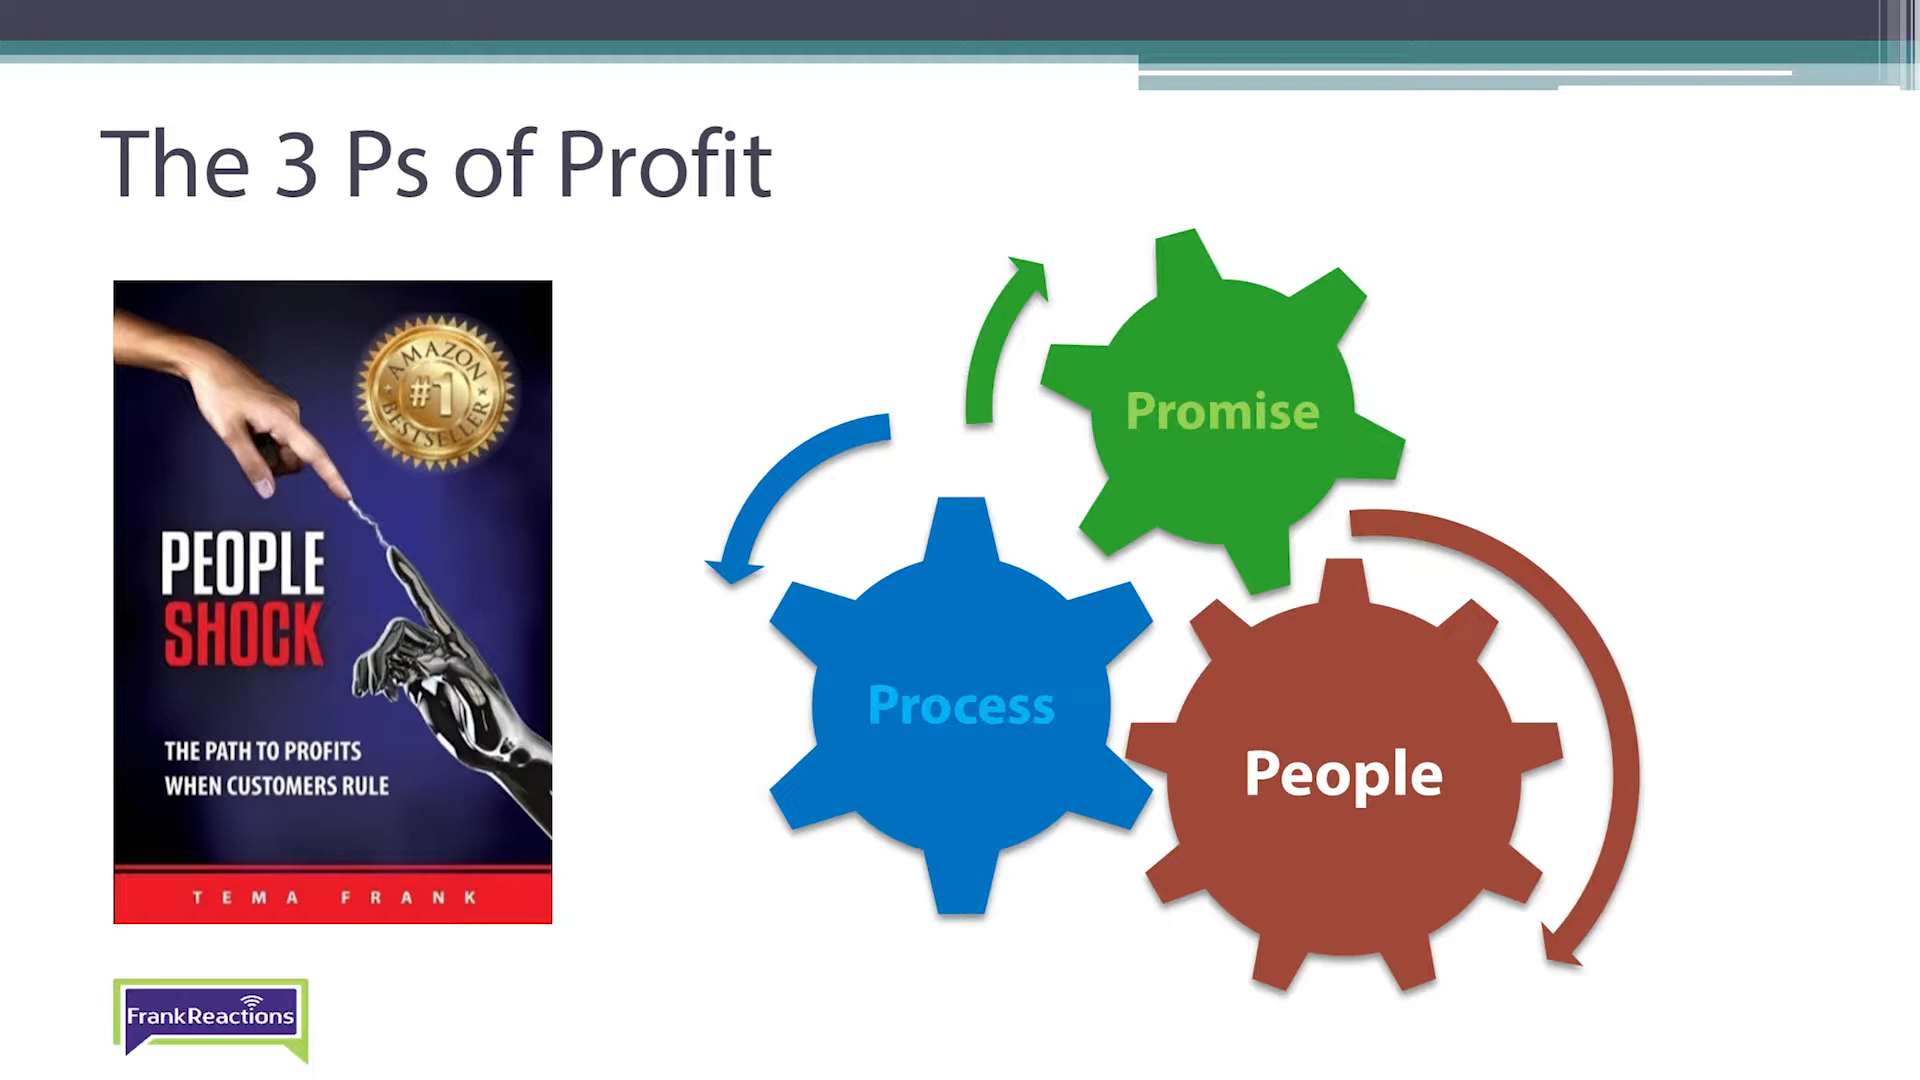 The 3 Ps of Profit
AMAZON
#1
BESTSELLER
PEOPLE
SHOCK
THE PATH TO PROFITS
WHEN CUSTOMERS RULE
TEMA FRANK
Promise
Process
People
FrankReactions